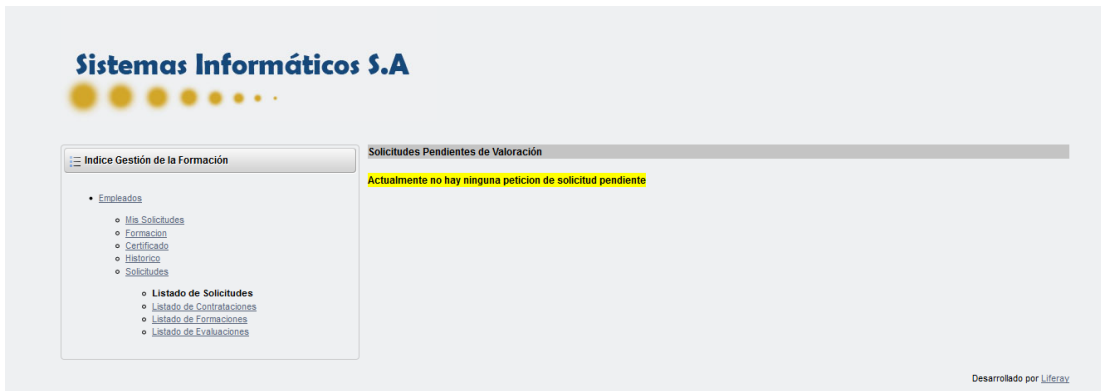 Sistemas Informáticos S.A
Indice Gestión de la Formación
Empleados
Mis Solicitudes
Formacion
Certificado
Historico
Solicitudes
Listado de Solicitudes
Listado de Contrataciones
Listado de Formaciones
Listado de Evaluaciones
Solicitudes Pendientes de Valoración
Actualmente no hay ninguna peticion de solicitud pendiente
Desarrollado por Liferay